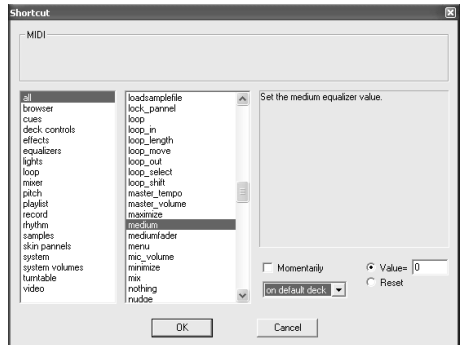 Shortcut
MIDI
all
browser
cues
deck controls
effects
equalizers
lights
loop
mixer
pitch
playlist
record
rhythm
samples
skin pannels
system
system volumes
turntable
video
loadsamplefile
lock_pannel
loop
loop_in
loop_length
loop_move
loop_out
loop_select
loop_shift
master_tempo
master_volume
maximize
medium
mediumfader
menu
mic_volume
minimize
mix
nothing
nudge
Set the medium equalizer value.
Momentarily
Value= 0
on default deck
Reset
OK
Cancel